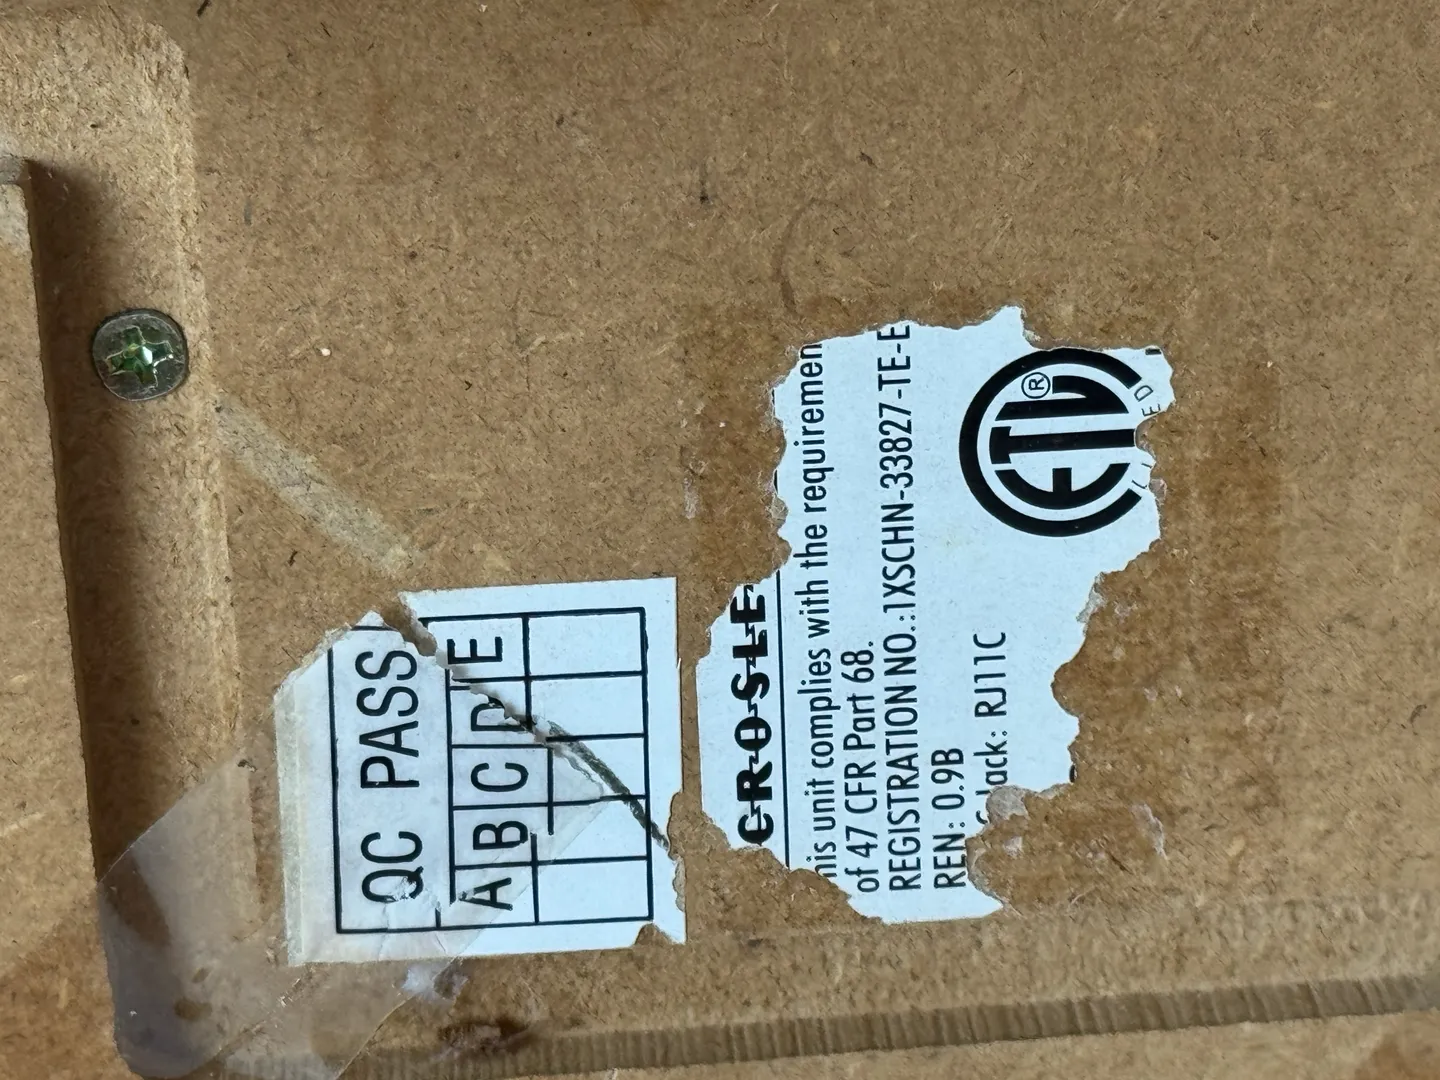 QC PASS
A B C D E
CROSLE
his unit complies with the requiremen
of 47 CFR Part 68.
REGISTRATION NO.:1XSCHN-33827-TE-E
REN: 0.9B
Jack: RJ11C
ETL
®